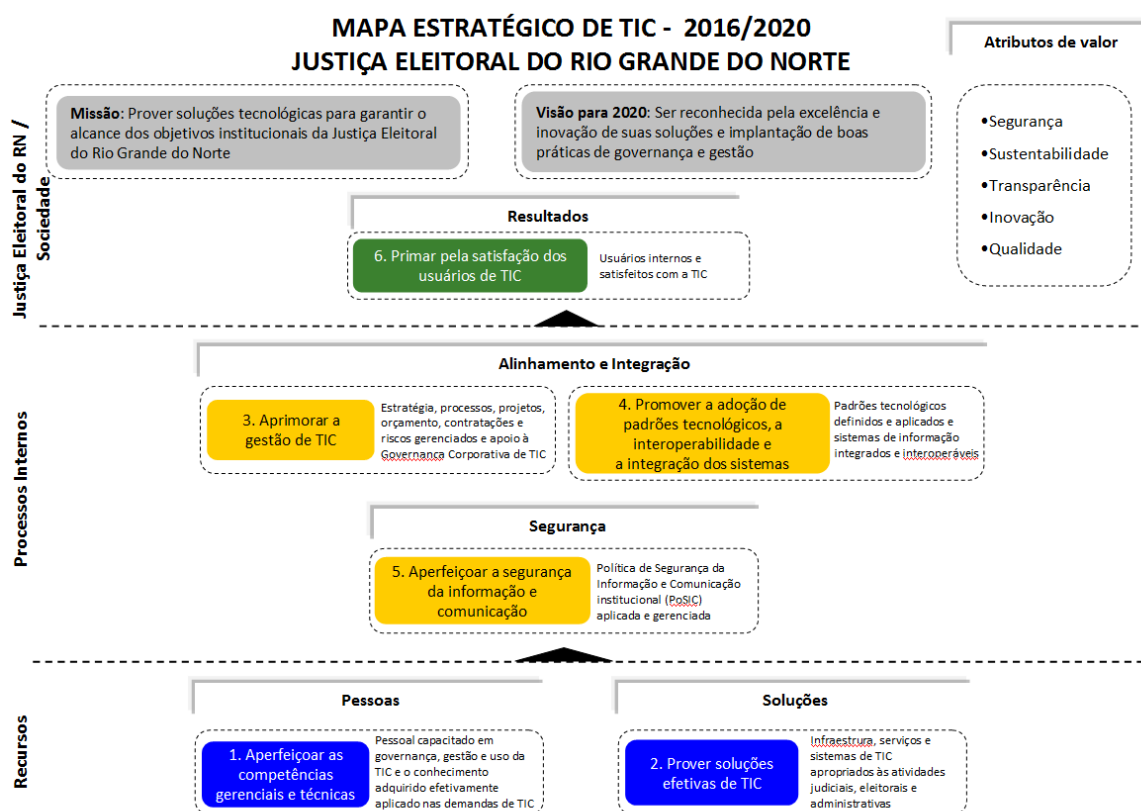 MAPA ESTRATÉGICO DE TIC -  2016/2020
JUSTIÇA ELEITORAL DO RIO GRANDE DO NORTE
Atributos de valor
•Segurança
•Sustentabilidade
•Transparência
•Inovação
•Qualidade
Justiça Eleitoral do RN /
Sociedade
Missão: Prover soluções tecnológicas para garantir o
alcance dos objetivos institucionais da Justiça Eleitoral
do Rio Grande do Norte
Visão para 2020: Ser reconhecida pela excelência e
inovação de suas soluções e implantação de boas
práticas de governança e gestão
Resultados
6. Primar pela satisfação dos
usuários de TIC
Usuários internos e
satisfeitos com a TIC
Processos Internos
Alinhamento e Integração
3. Aprimorar a
gestão de TIC
Estratégia, processos, projetos,
orçamento, contratações e
riscos gerenciados e apoio à
Governança Corporativa de TIC
4. Promover a adoção de
padrões tecnológicos, a
interoperabilidade e
a integração dos sistemas
Padrões tecnológicos
definidos e aplicados e
sistemas de informação
integrados e interoperáveis
Segurança
5. Aperfeiçoar a segurança
da informação e
comunicação
Política de Segurança da
Informação e Comunicação
institucional (PoSIC)
aplicada e gerenciada
Recursos
Pessoas
1. Aperfeiçoar as
competências
gerenciais e técnicas
Pessoal capacitado em
governança, gestão e uso da
TIC e o conhecimento
adquirido efetivamente
aplicado nas demandas de TIC
Soluções
2. Prover soluções
efetivas de TIC
Infraestrura, serviços e
sistemas de TIC
apropriados às atividades
judiciais, eleitorais e
administrativas